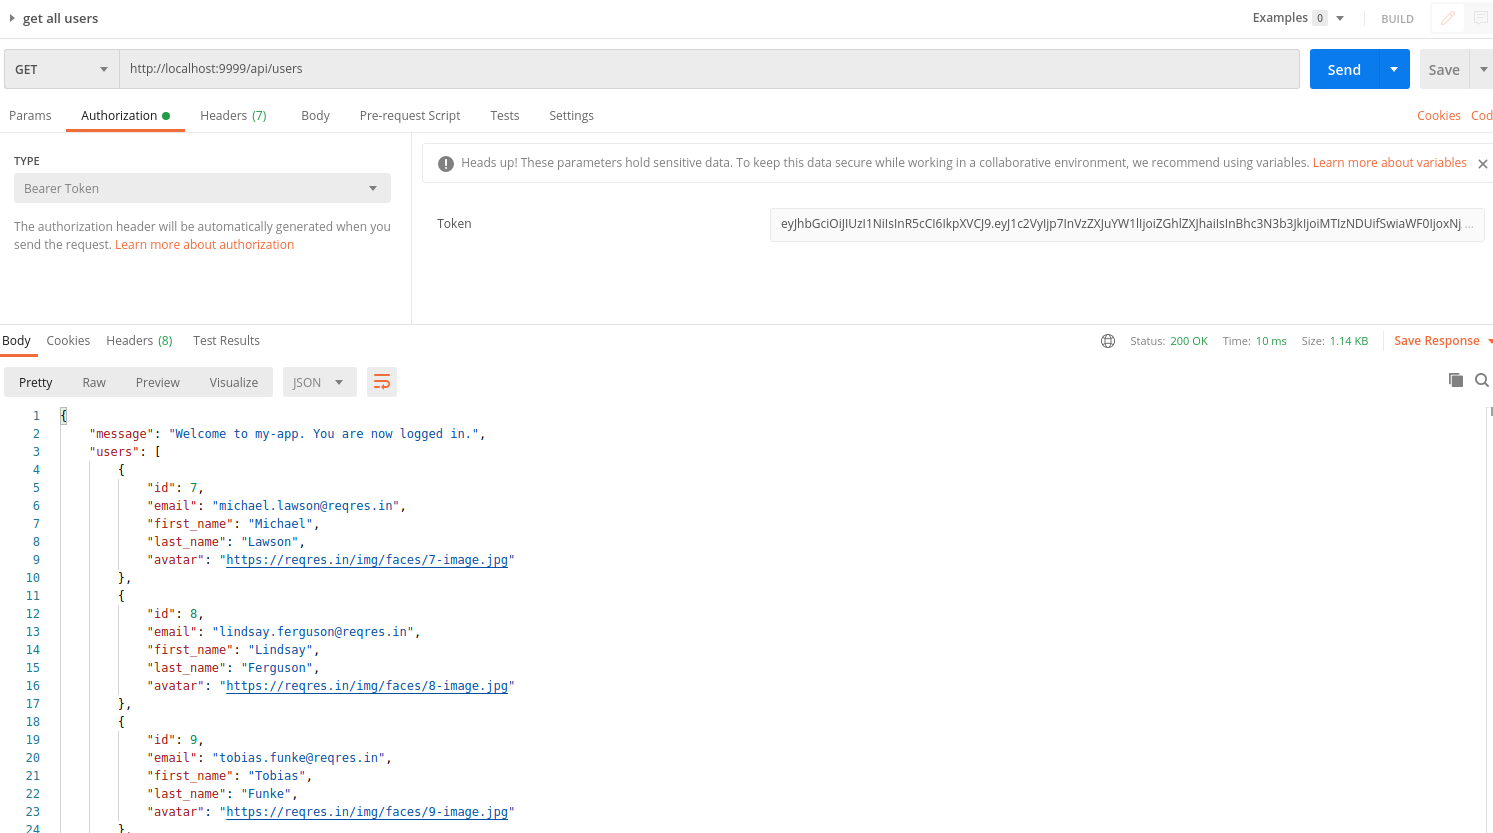 get all users
Examples 0
BUILD
GET
http://localhost:9999/api/users
Send
Save
Params
Authorization
Headers (7)
Body
Pre-request Script
Tests
Settings
Cookies
Cod
TYPE
Bearer Token
The authorization header will be automatically generated when you
send the request. Learn more about authorization
Heads up! These parameters hold sensitive data. To keep this data secure while working in a collaborative environment, we recommend using variables. Learn more about variables
Token
Body
Cookies
Headers (8)
Test Results
Status: 200 OK
Time: 10 ms
Size: 1.14 KB
Save Response
Pretty
Raw
Preview
Visualize
JSON
1 {
2 "message": "Welcome to my-app. You are now logged in.",
3 "users": [
4 {
5 "id": 7,
6 "email": "michael.lawson@reqres.in",
7 "first_name": "Michael",
8 "last_name": "Lawson",
9 "avatar": "https://reqres.in/img/faces/7-image.jpg"
10 },
11 {
12 "id": 8,
13 "email": "lindsay.ferguson@reqres.in",
14 "first_name": "Lindsay",
15 "last_name": "Ferguson",
16 "avatar": "https://reqres.in/img/faces/8-image.jpg"
17 },
18 {
19 "id": 9,
20 "email": "tobias.funke@reqres.in",
21 "first_name": "Tobias",
22 "last_name": "Funke",
23 "avatar": "https://reqres.in/img/faces/9-image.jpg"
24 },